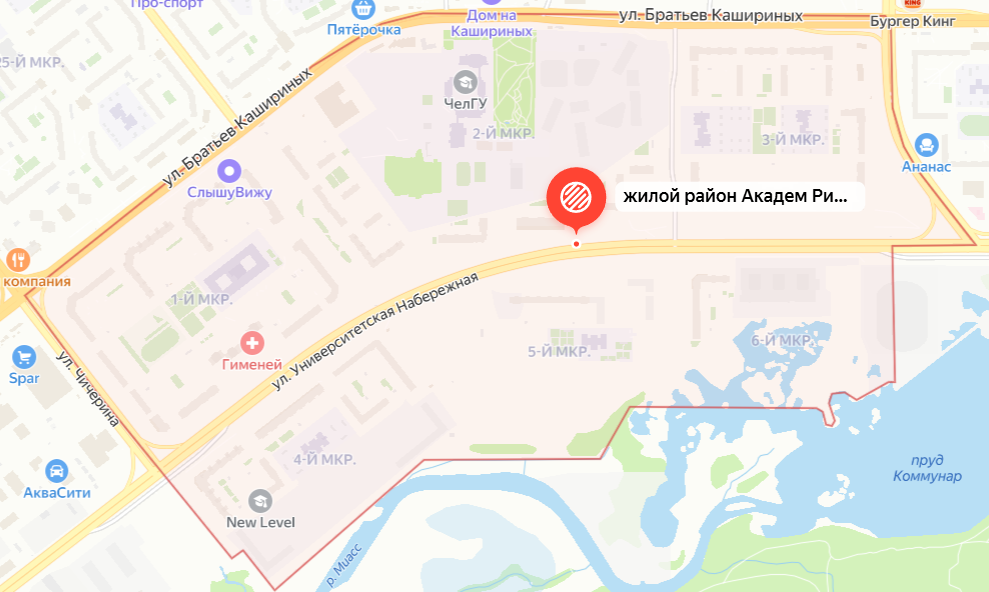 Про-спорт
Пятёрочка
Дом на
Кашириных
ул. Братьев Кашириных
KING
Бургер Кинг
25-Й МКР.
ул. Братьев Кашириных
ЧелГУ
2-Й МКР.
3-Й МКР.
Ананас
СлышуВижу
жилой район Академ Ри...
компания
1-Й МКР.
ул. Университетская Набережная
Гименей
5-Й МКР.
6-Й МКР.
Spar
ул. Чичерина
4-Й МКР.
АкваСити
New Level
р. Миасс
пруд
Коммунар